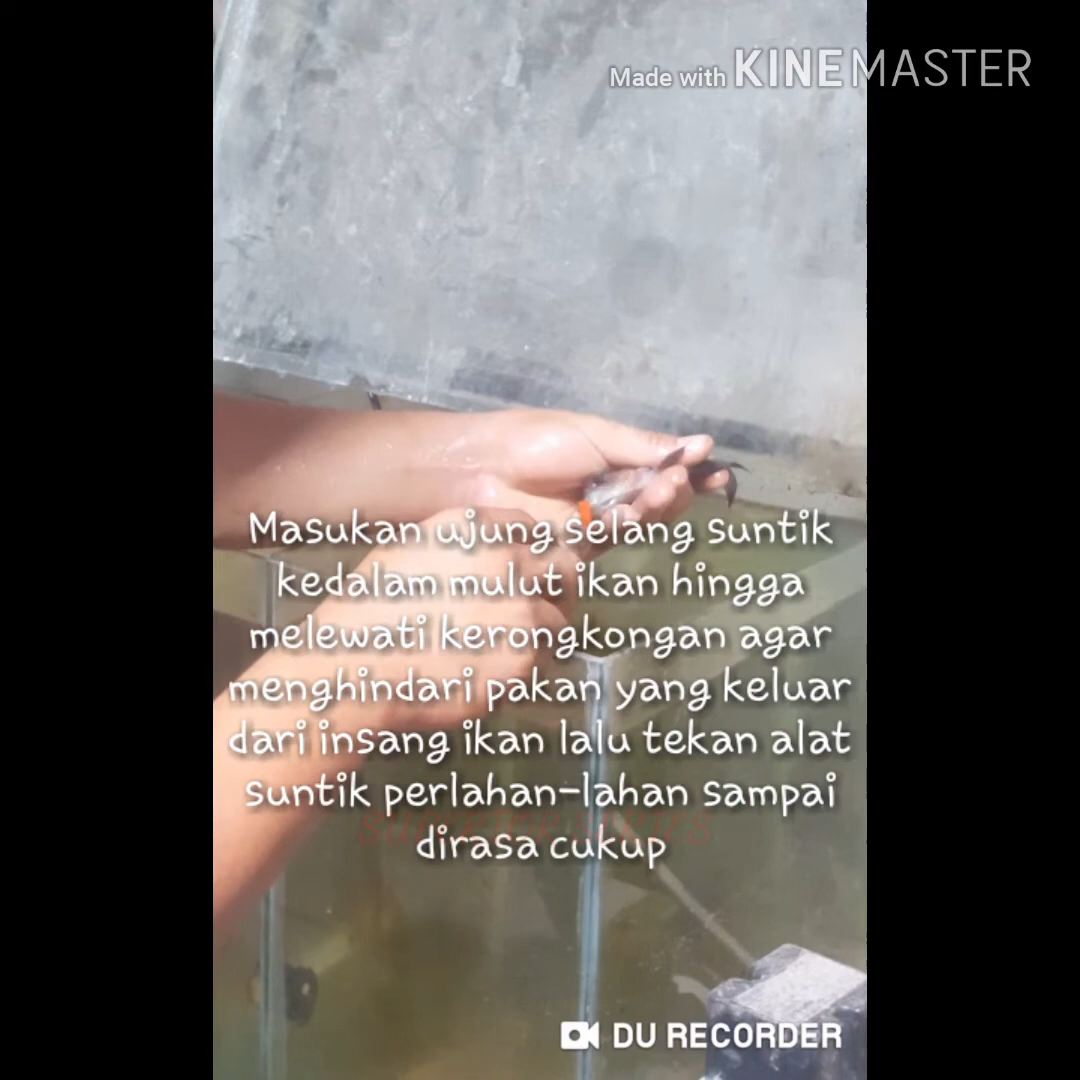 Made with KINEMASTER
Masukan ujung selang suntik
kedalam mulut ikan hingga
melewati kerongkongan agar
menghindari pakan yang keluar
dari insang ikan lalu tekan alat
suntik perlahan-lahan sampai
dirasa cukup
DU RECORDER